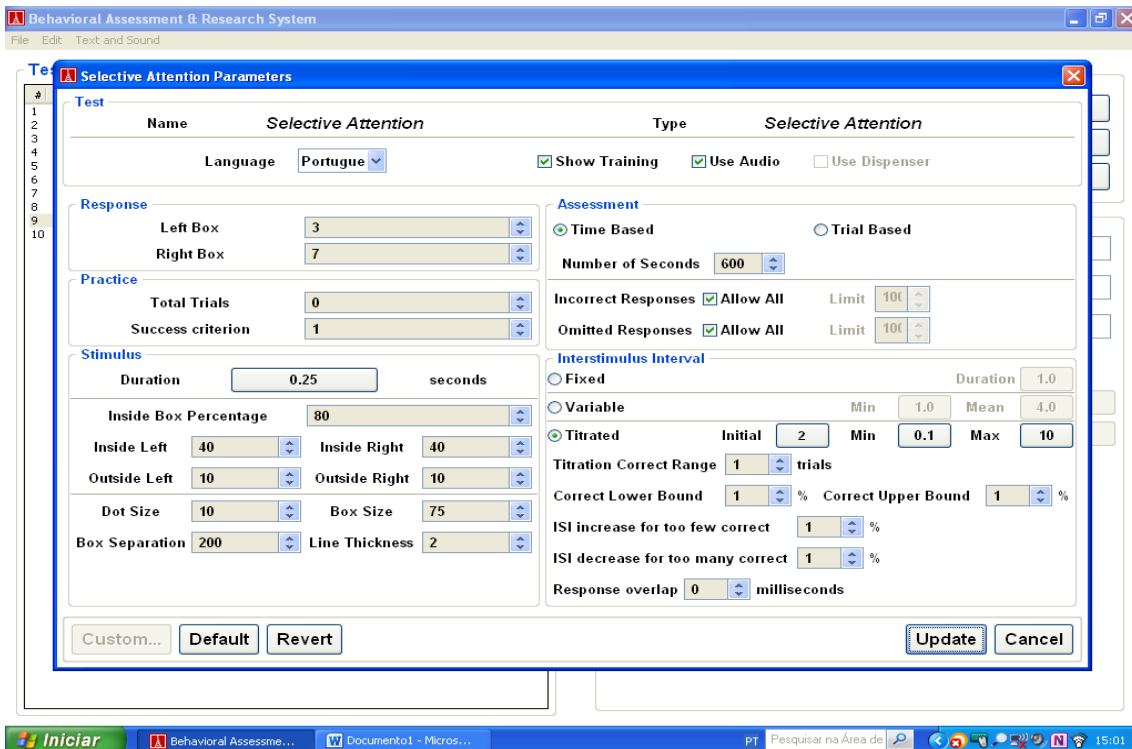 Behavioral Assessment & Research System
File Edit Text and Sound
Selective Attention Parameters
#
1
2
3
4
5
6
7
8
9
10
Test
Name Selective Attention Type Selective Attention
Language Portugue Show Training Use Audio Use Dispenser
Response
Left Box 3
Right Box 7
Practice
Total Trials 0
Success criterion 1
Stimulus
Duration 0.25 seconds
Inside Box Percentage 80
Inside Left 40 Inside Right 40
Outside Left 10 Outside Right 10
Dot Size 10 Box Size 75
Box Separation 200 Line Thickness 2
Assessment
Time Based Trial Based
Number of Seconds 600
Incorrect Responses Allow All Limit
Omitted Responses Allow All Limit
Interstimulus Interval
Fixed Duration 1.0
Variable Min 1.0 Mean 4.0
Titrated Initial 2 Min 0.1 Max 10
Titration Correct Range 1 trials
Correct Lower Bound 1 % Correct Upper Bound 1 %
ISI increase for too few correct 1 %
ISI decrease for too many correct 1 %
Response overlap 0 milliseconds
Custom... Default Revert Update Cancel
Iniciar Behavioral Assessme... Documento1 - Micros... PT Pesquisar na Área de 15:01